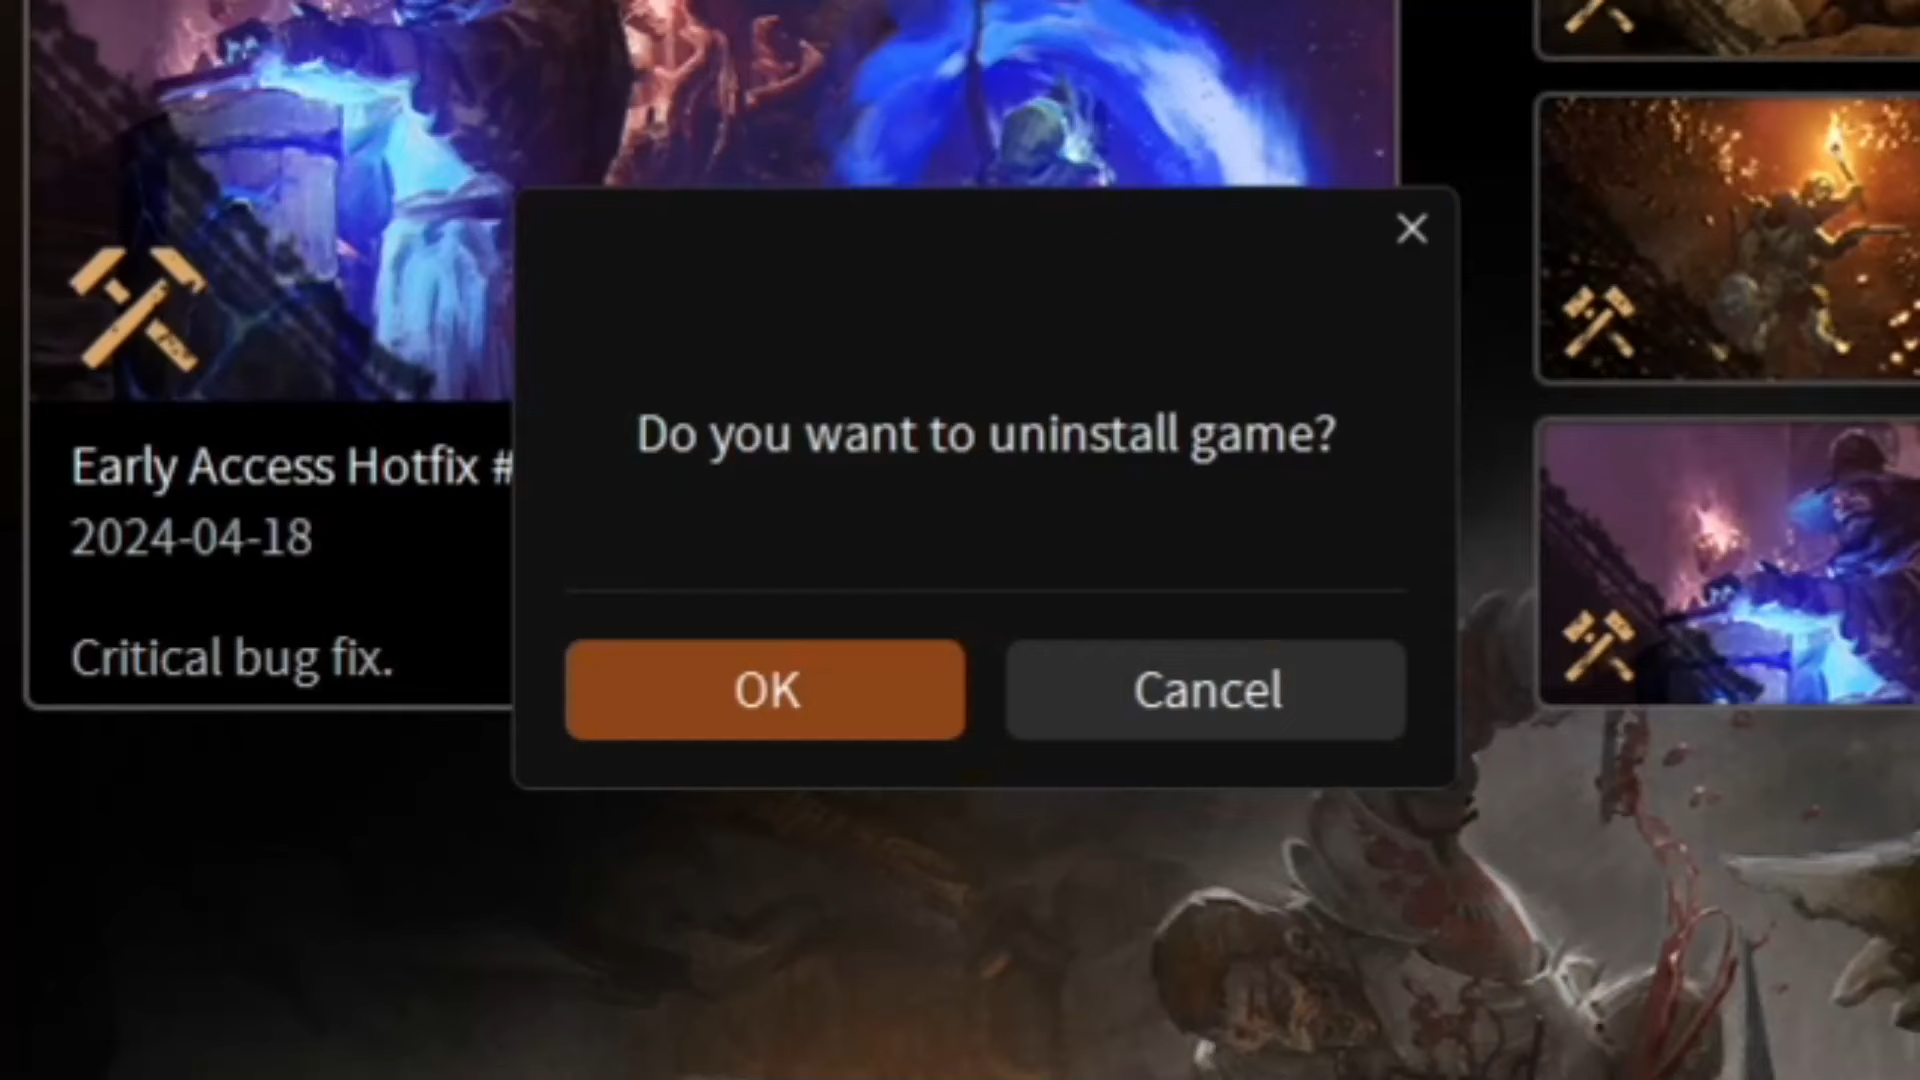 Do you want to uninstall game?
OK
Cancel
Early Access Hotfix #
2024-04-18
Critical bug fix.